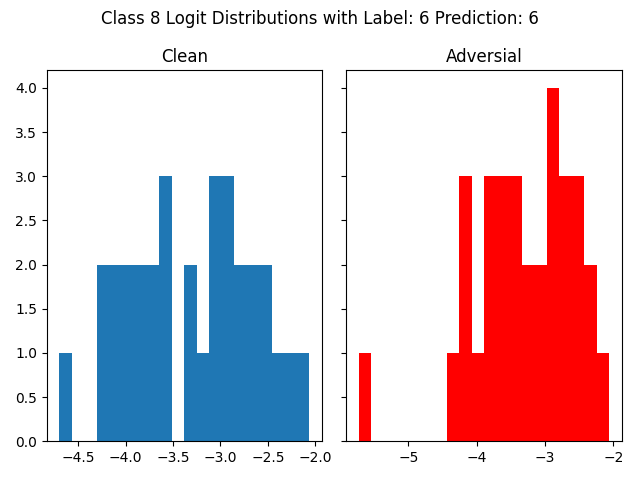 Class 8 Logit Distributions with Label: 6 Prediction: 6
Clean
Adversial
4.0
3.5
3.0
2.5
2.0
1.5
1.0
0.5
0.0
−4.5 −4.0 −3.5 −3.0 −2.5 −2.0
−5 −4 −3 −2